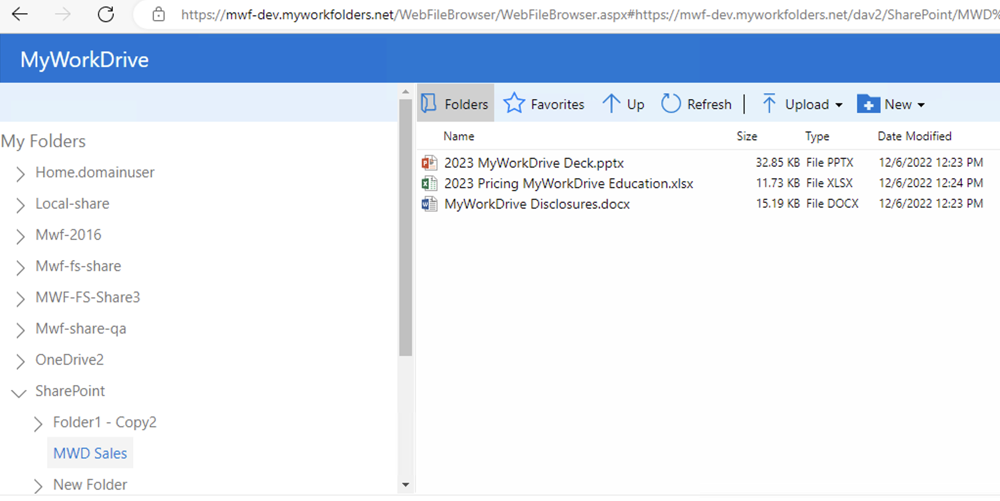 https://mwf-dev.myworkfolders.net/WebFileBrowser/WebFileBrowser.aspx#https://mwf-dev.myworkfolders.net/dav2/SharePoint/MWD%
MyWorkDrive
Folders Favorites Up Refresh | Upload New
My Folders
Home.domainuser
Local-share
Mwf-2016
Mwf-fs-share
MWF-FS-Share3
Mwf-share-qa
OneDrive2
SharePoint
Folder1 - Copy2
MWD Sales
New Folder
Name Size Type Date Modified
2023 MyWorkDrive Deck.pptx 32.85 KB File PPTX 12/6/2022 12:23 PM
2023 Pricing MyWorkDrive Education.xlsx 11.73 KB File XLSX 12/6/2022 12:24 PM
MyWorkDrive Disclosures.docx 15.19 KB File DOCX 12/6/2022 12:23 PM